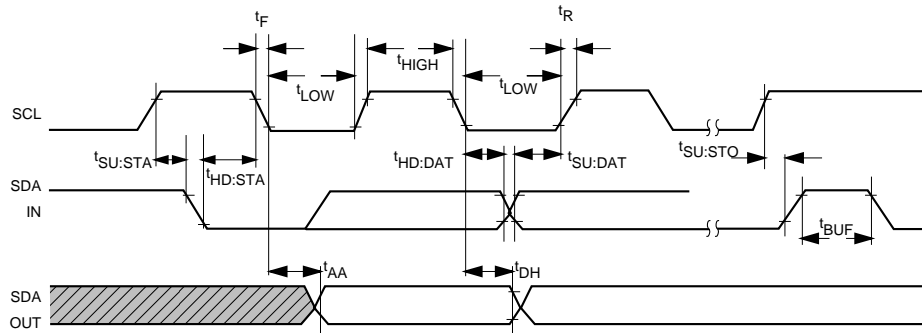 tF
tR
tHIGH
tLOW
tLOW
SCL
tSU:STA
tHD:STA
tHD:DAT
tSU:DAT
tSU:STO
SDA
IN
tBUF
tAA
tDH
SDA
OUT